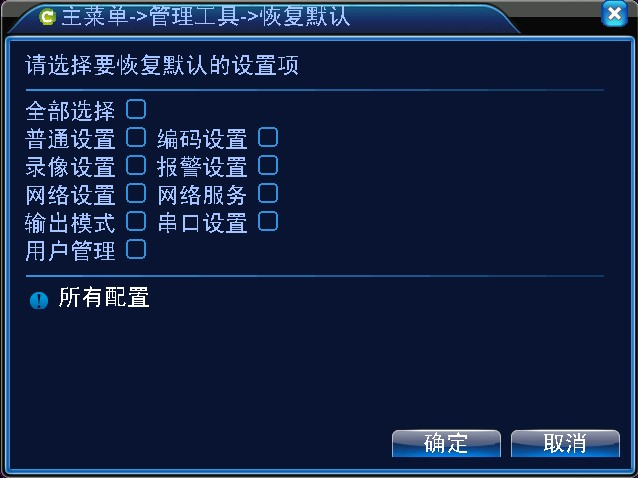 主菜单->管理工具->恢复默认
请选择要恢复默认的设置项
全部选择
普通设置 编码设置
录像设置 报警设置
网络设置 网络服务
输出模式 串口设置
用户管理
所有配置
确定 取消